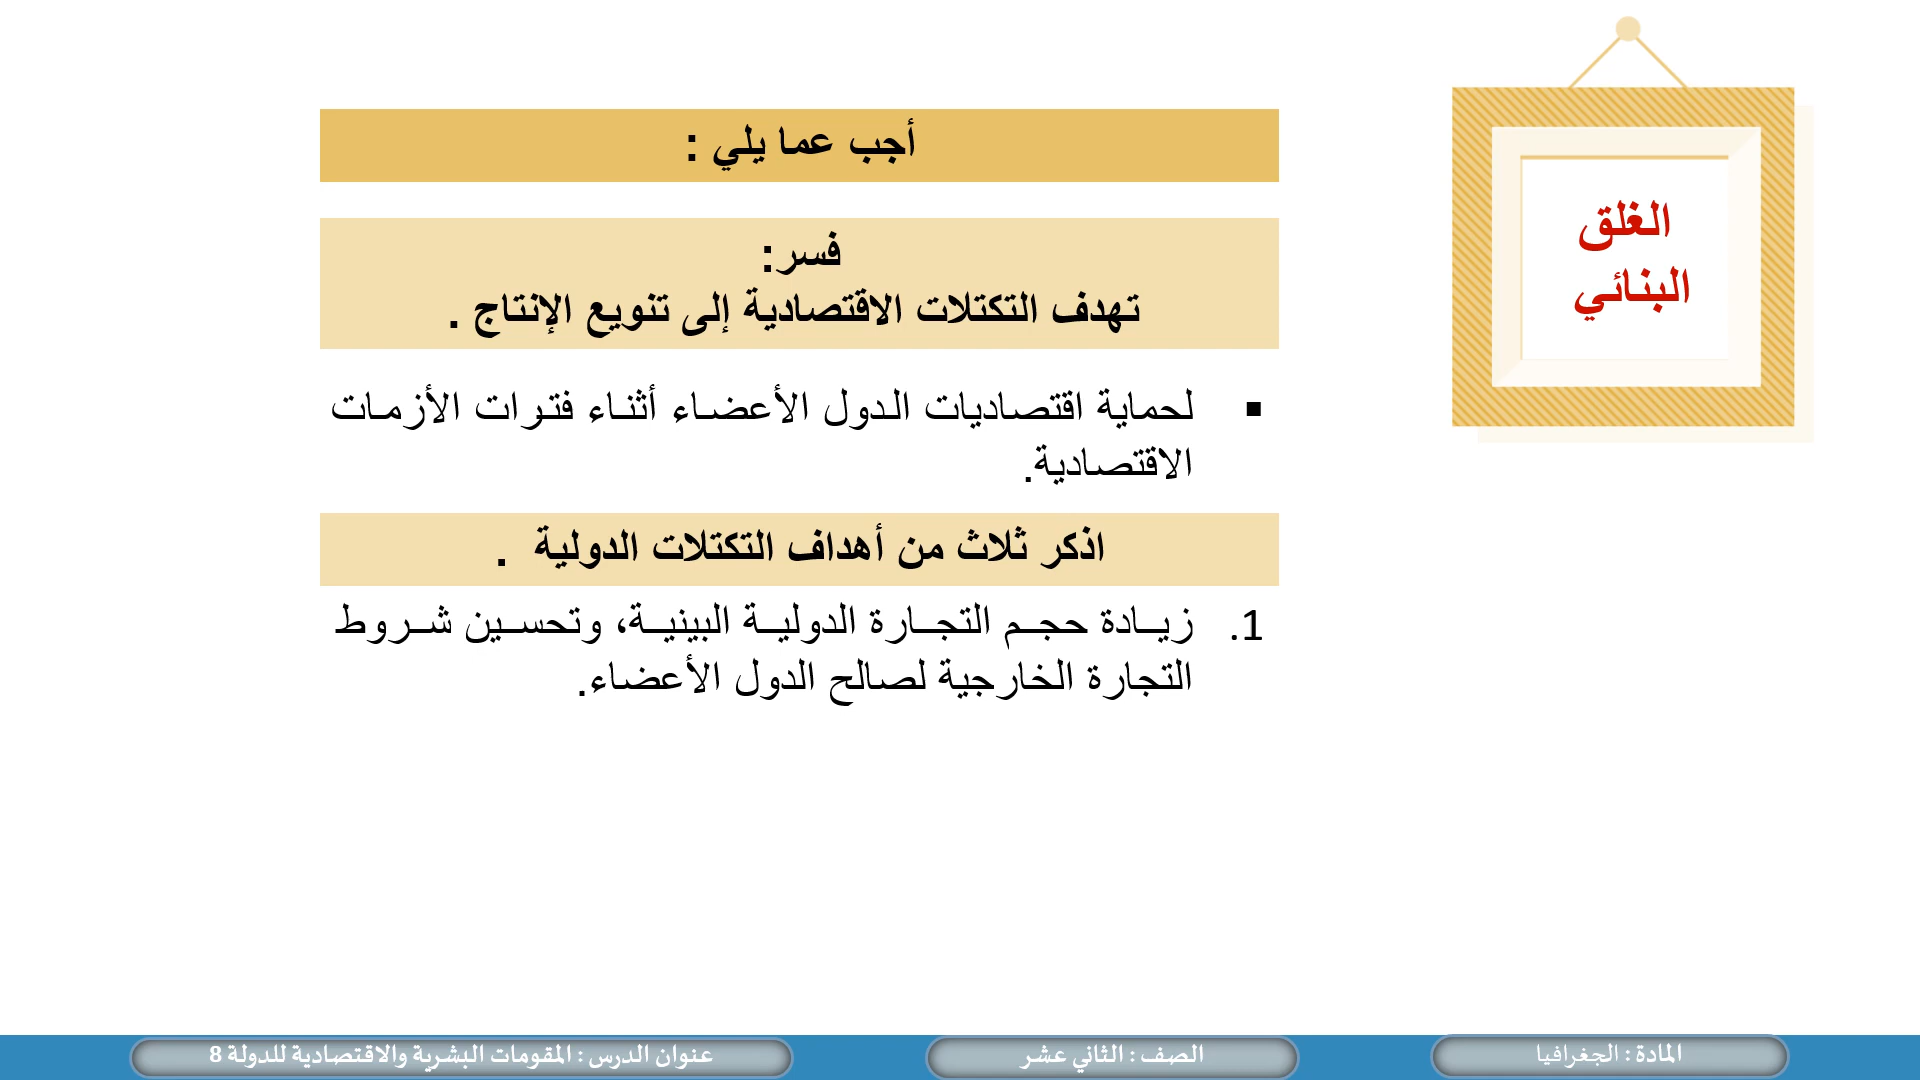 الغلق
البنائي
أجب عما يلي :
فسر:
تهدف التكتلات الاقتصادية إلى تنويع الإنتاج .
▪ لحماية اقتصاديات الدول الأعضاء أثناء فترات الأزمات
الاقتصادية.
اذكر ثلاث من أهداف التكتلات الدولية .
1. زيادة حجم التجارة الدولية البينية، وتحسين شروط
التجارة الخارجية لصالح الدول الأعضاء.
المادة : الجغرافيا
الصف : الثاني عشر
عنوان الدرس : المقومات البشرية والاقتصادية للدولة 8